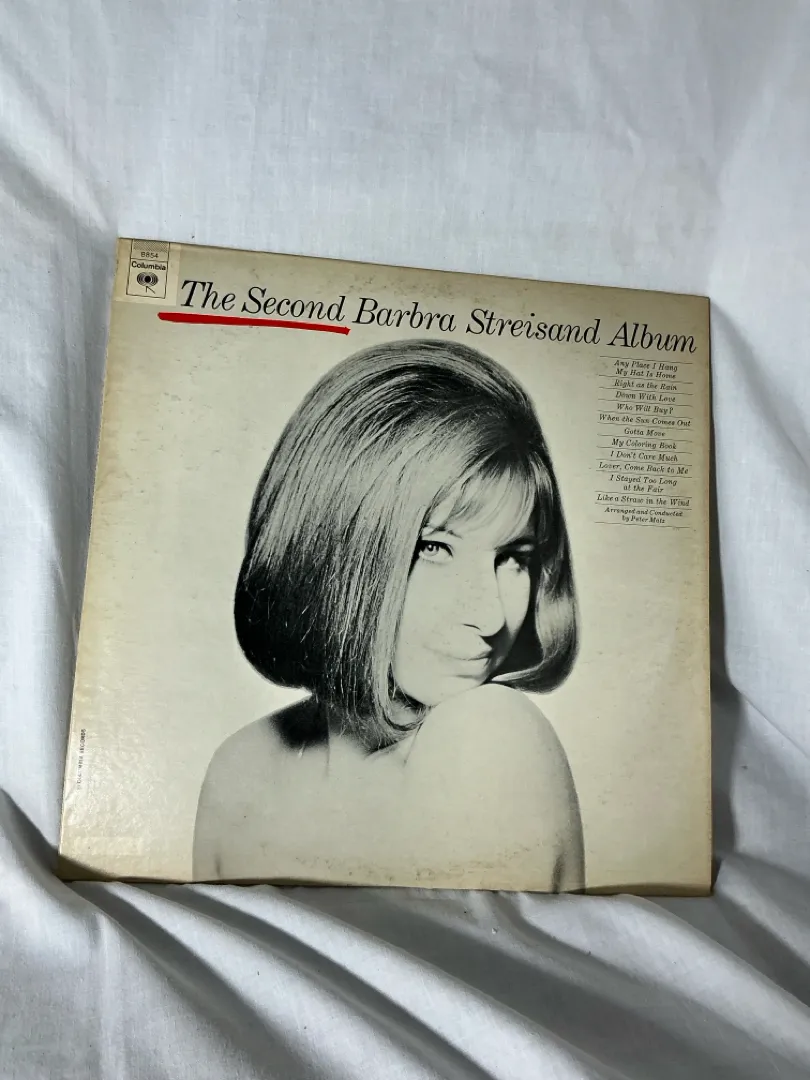 8854
Columbia
The Second Barbra Streisand Album
Any Place I Hang
My Hat Is Home
Right as the Rain
Down With Love
Who Will Buy?
When the Sun Comes Out
Gotta Move
My Coloring Book
I Don't Care Much
Lover, Come Back to Me
I Stayed Too Long
at the Fair
Like a Straw in the Wind
Arranged and Conducted
by Peter Matz